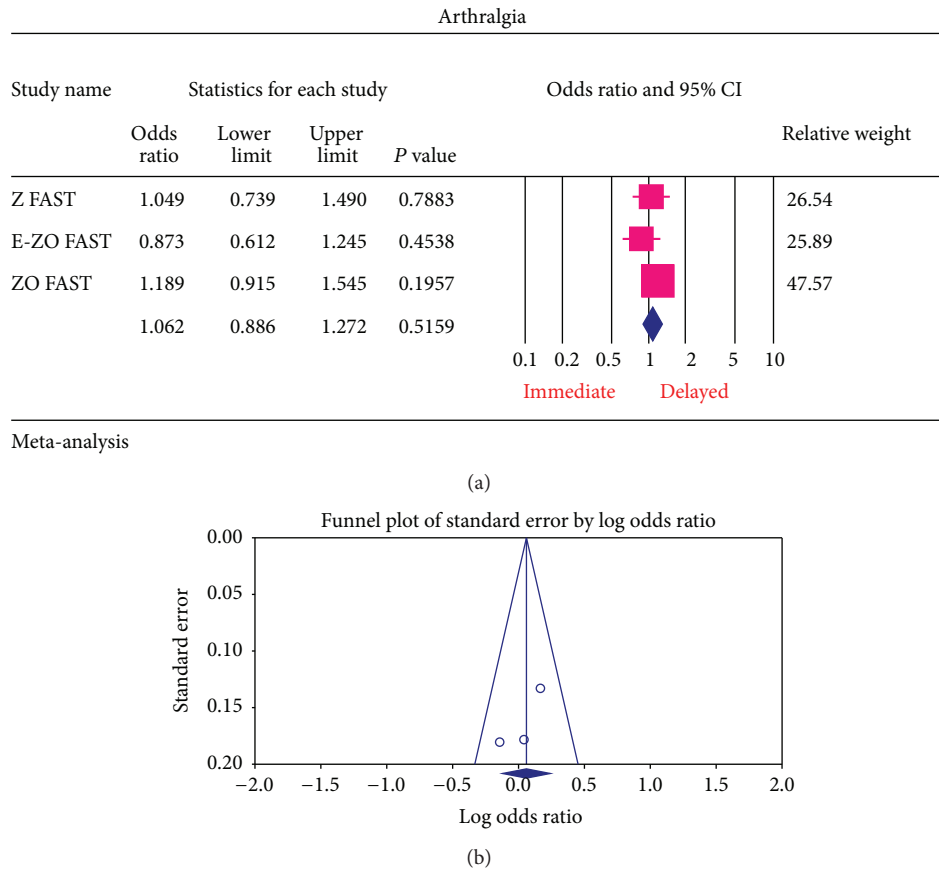 Arthralgia
Study name Statistics for each study Odds ratio and 95% CI
Odds ratio Lower limit Upper limit P value Relative weight
Z FAST 1.049 0.739 1.490 0.7883 26.54
E-ZO FAST 0.873 0.612 1.245 0.4538 25.89
ZO FAST 1.189 0.915 1.545 0.1957 47.57
1.062 0.886 1.272 0.5159
0.1 0.2 0.5 1 2 5 10
Immediate Delayed
Meta-analysis
(a)
Funnel plot of standard error by log odds ratio
0.00
0.05
0.10
0.15
0.20
Standard error
−2.0 −1.5 −1.0 −0.5 0.0 0.5 1.0 1.5 2.0
Log odds ratio
(b)